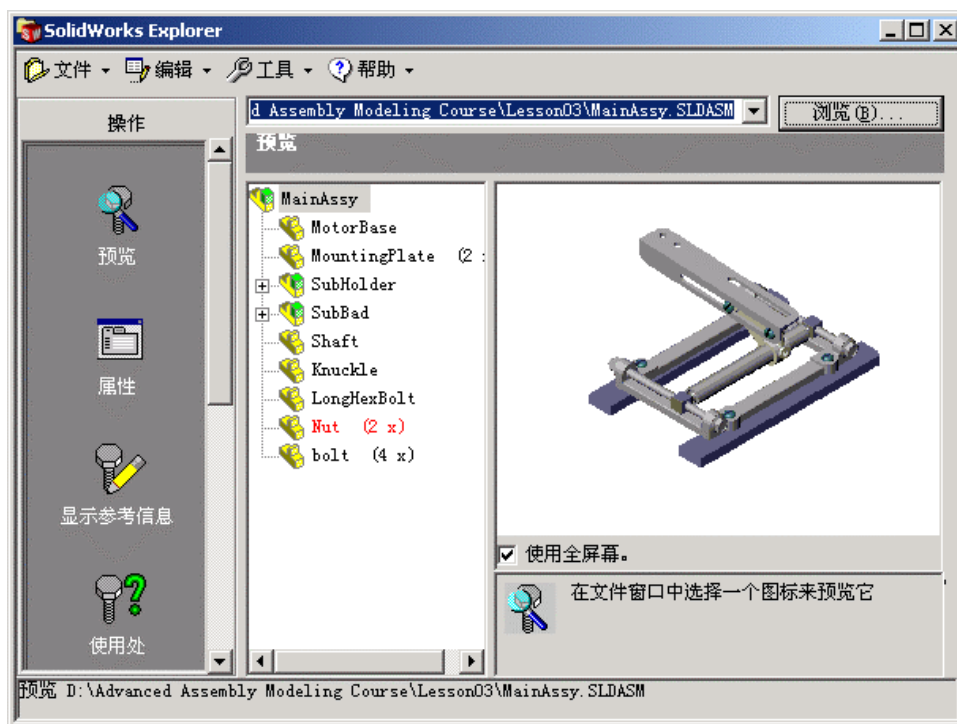 SolidWorks Explorer
文件 编辑 工具 帮助
操作
d Assembly Modeling Course\Lesson03\MainAssy.SLDASM
浏览(B)...
预览
预览
属性
显示参考信息
使用处
MainAssy
MotorBase
MountingPlate (2
SubHolder
SubBad
Shaft
Knuckle
LongHexBolt
Nut (2 x)
bolt (4 x)
使用全屏幕。
在文件窗口中选择一个图标来预览它
预览 D:\Advanced Assembly Modeling Course\Lesson03\MainAssy.SLDASM